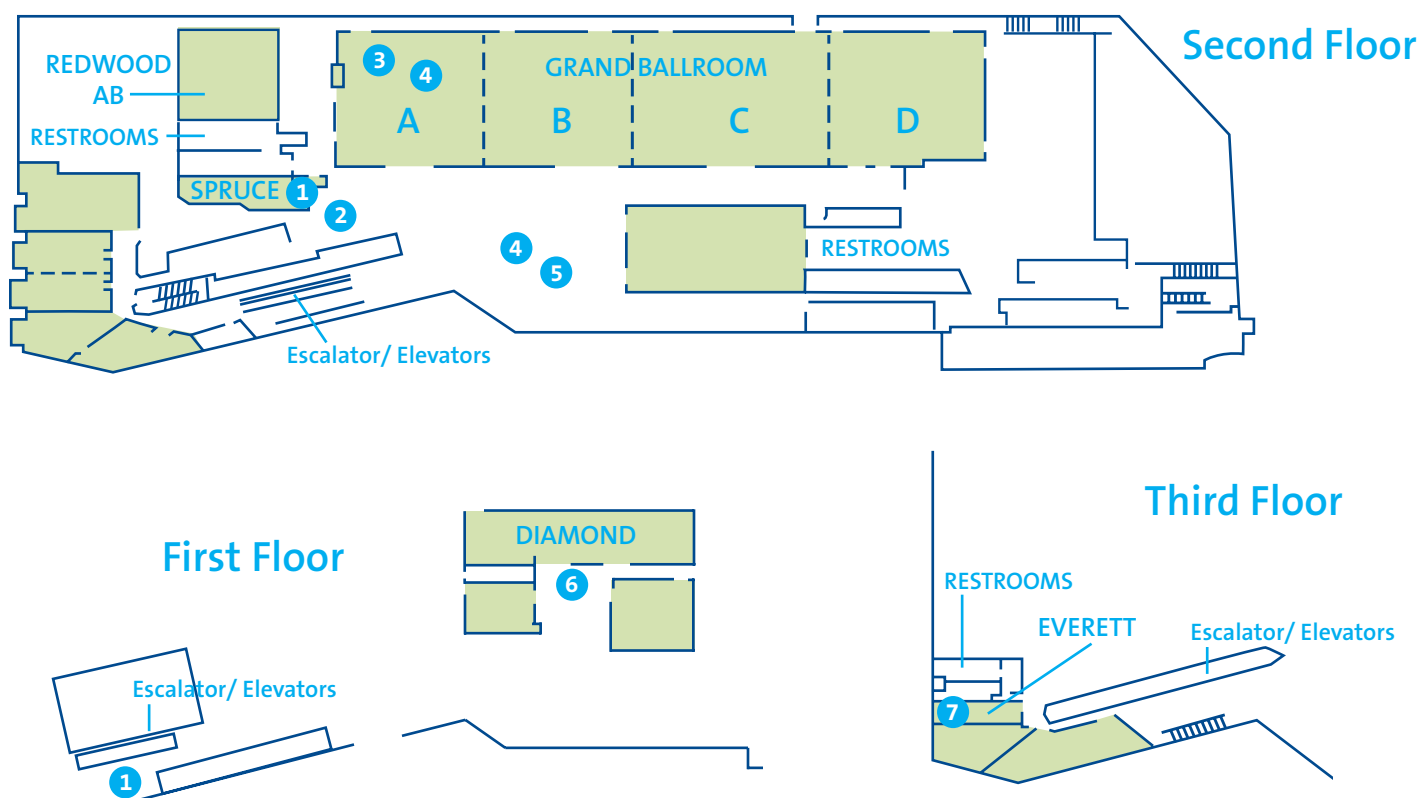 Second Floor
REDWOOD
AB
RESTROOMS
SPRUCE
1
2
3
4
GRAND BALLROOM
A
B
C
D
4
5
RESTROOMS
Escalator/ Elevators
First Floor
DIAMOND
6
Escalator/ Elevators
1
Third Floor
RESTROOMS
EVERETT
Escalator/ Elevators
7